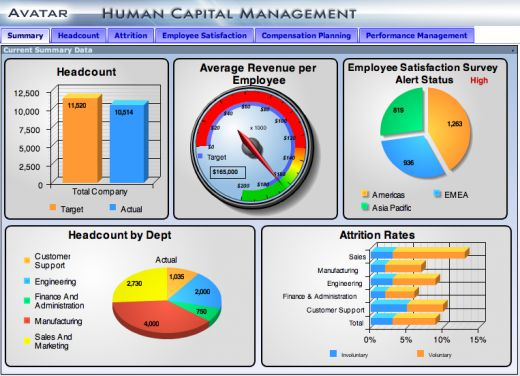 AVATAR HUMAN CAPITAL MANAGEMENT
Summary Headcount Attrition Employee Satisfaction Compensation Planning Performance Management
Current Summary Data
Headcount
12,500
10,000
7,500
5,000
2,500
0
11,520
10,514
Total Company
Target Actual
Average Revenue per
Employee
$0
$20
$40
$60
$80
$100
$120
$140
$160
$180
$200
x 1000
Target
$165,000
Employee Satisfaction Survey
Alert Status High
819
1,263
936
Americas EMEA
Asia Pacific
Headcount by Dept
Customer
Support
Engineering
Finance And
Administration
Manufacturing
Sales And
Marketing
Actual
1,035
2,000
750
4,000
2,730
Attrition Rates
Sales
Manufacturing
Engineering
Finance & Administration
Customer Support
Total
0% 5% 10% 15%
Involuntary Voluntary